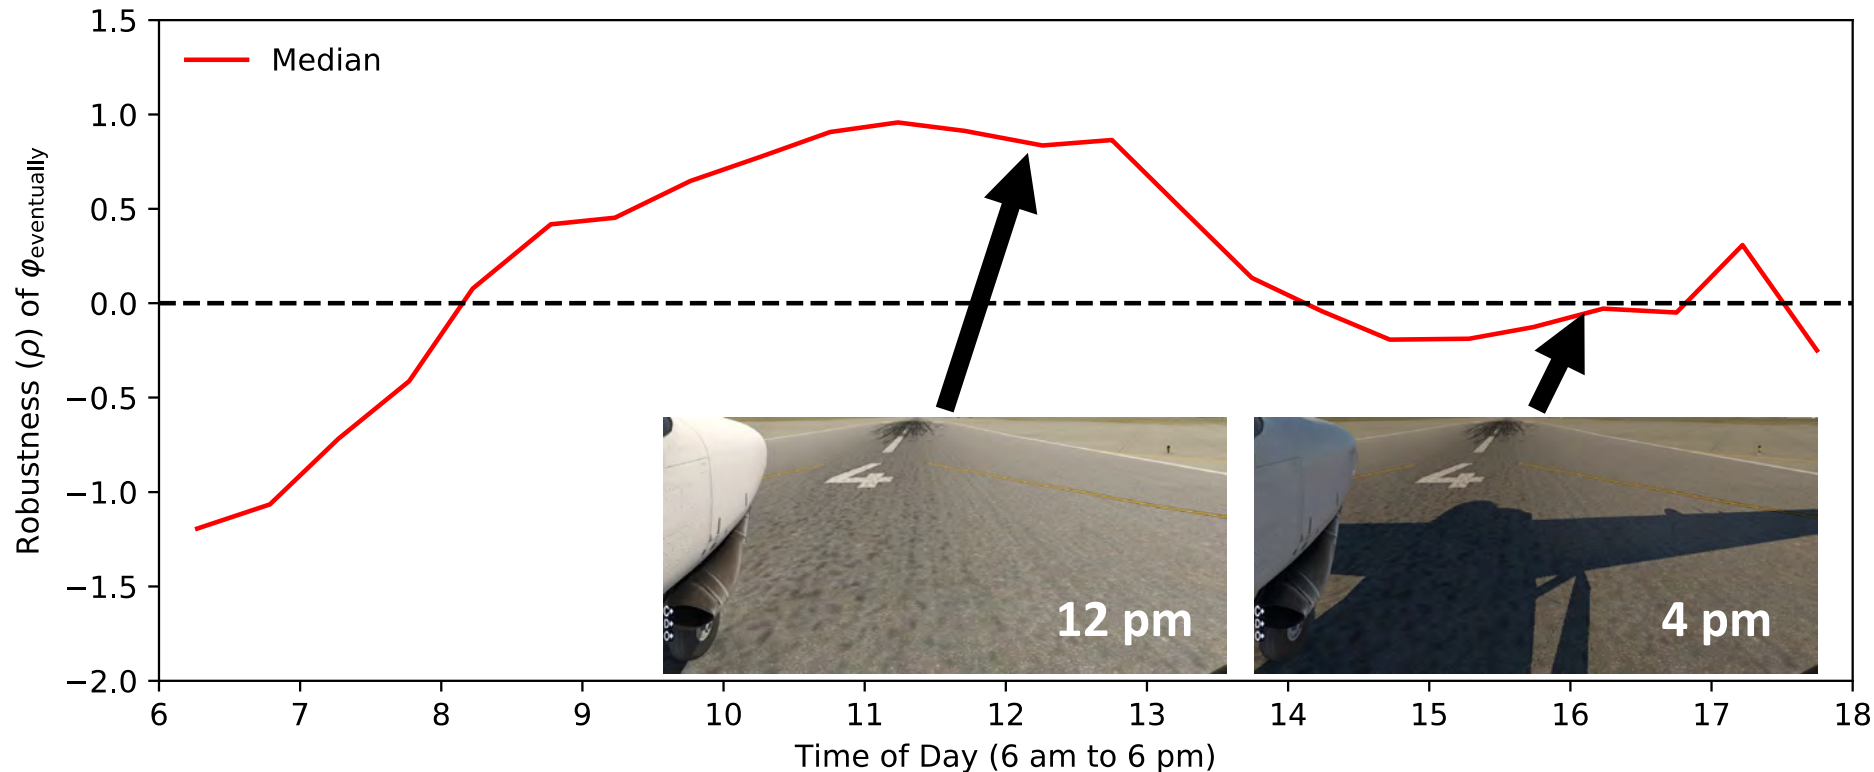 Median
Robustness (ρ) of φeventually
1.5
1.0
0.5
0.0
−0.5
−1.0
−1.5
−2.0
4
12 pm
4
4 pm
6 7 8 9 10 11 12 13 14 15 16 17 18
Time of Day (6 am to 6 pm)